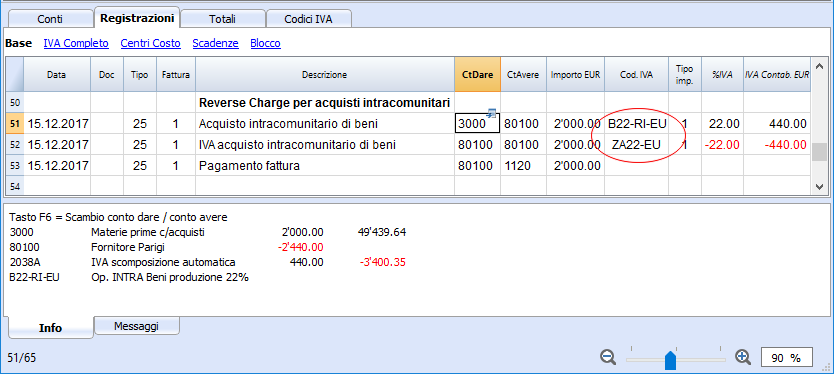 Conti Registrazioni Totali Codici IVA
Base IVA Completo Centri Costo Scadenze Blocco
Data Doc Tipo Fattura Descrizione CtDare CtAvere Importo EUR Cod. IVA Tipo imp. %IVA IVA Contab. EUR
50 Reverse Charge per acquisti intracomunitari
51 15.12.2017 25 1 Acquisto intracomunitario di beni 3000 80100 2'000.00 B22-RI-EU 1 22.00 440.00
52 15.12.2017 25 1 IVA acquisto intracomunitario di beni 80100 80100 2'000.00 ZA22-EU 1 -22.00 -440.00
53 15.12.2017 25 1 Pagamento fattura 80100 1120 2'000.00
54
Tasto F6 = Scambio conto dare / conto avere
3000 Materie prime c/acquisti 2'000.00 49'439.64
80100 Fornitore Parigi -2'440.00
2038A IVA scomposizione automatica 440.00 -3'400.35
B22-RI-EU Op. INTRA Beni produzione 22%
Info Messaggi
51/65 90 %